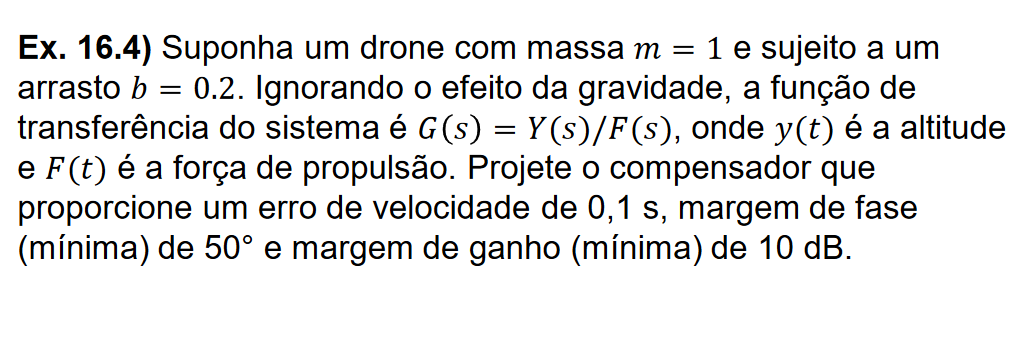 Ex. 16.4) Suponha um drone com massa m = 1 e sujeito a um
arrasto b = 0.2. Ignorando o efeito da gravidade, a função de
transferência do sistema é G(s) = Y(s)/F(s), onde y(t) é a altitude
e F(t) é a força de propulsão. Projete o compensador que
proporcione um erro de velocidade de 0,1 s, margem de fase
(mínima) de 50° e margem de ganho (mínima) de 10 dB.